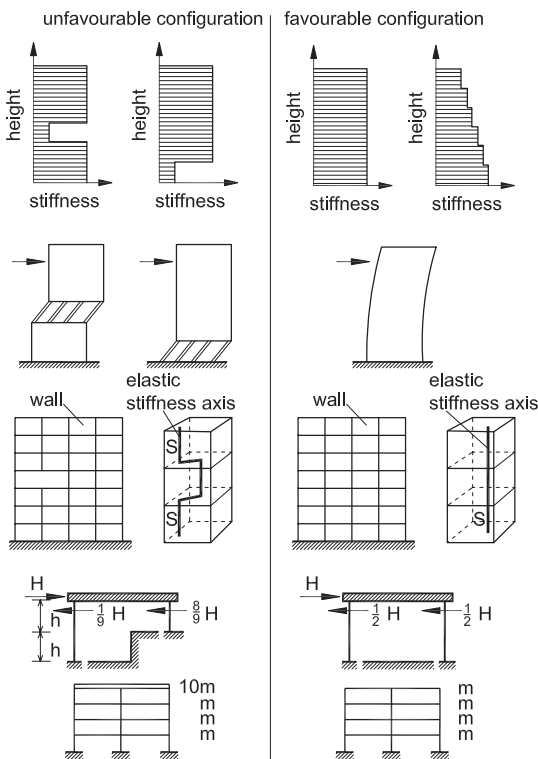 unfavourable configuration
favourable configuration
height
height
height
height
stiffness
stiffness
stiffness
stiffness
wall
elastic
stiffness axis
S
S
wall
elastic
stiffness axis
S
H
1/9 H
8/9 H
h
h
H
1/2 H
1/2 H
10m
m
m
m
m
m
m
m